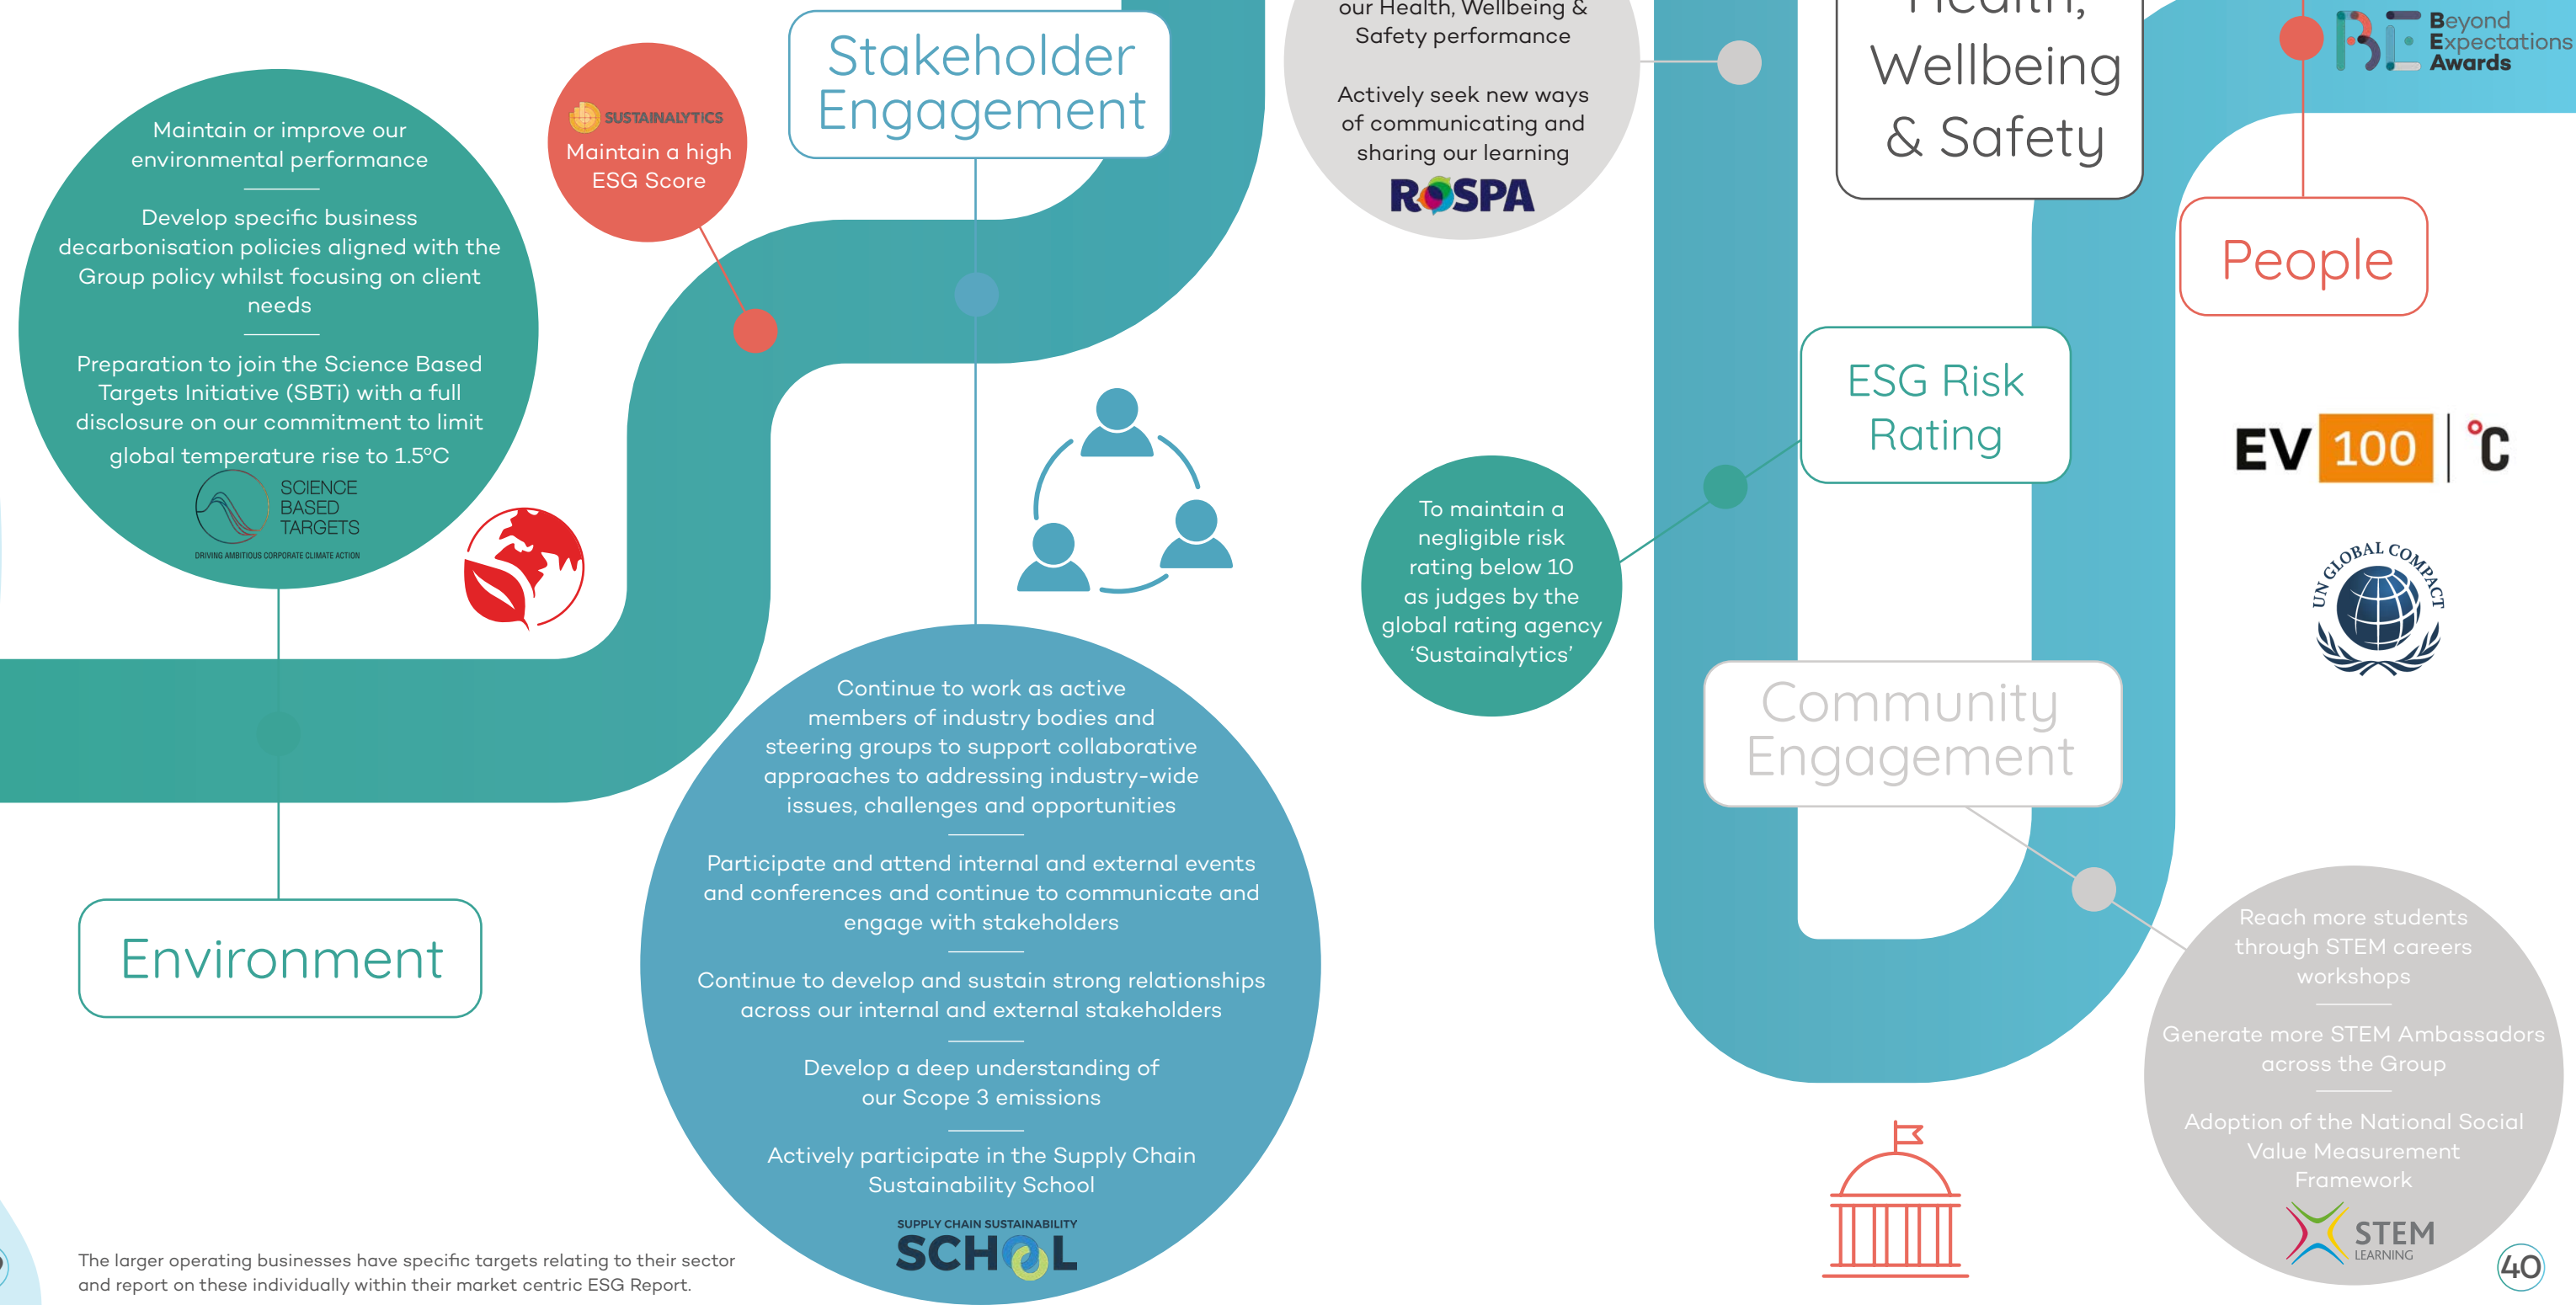 Maintain or improve our
environmental performance
Develop specific business
decarbonisation policies aligned with the
Group policy whilst focusing on client
needs
Preparation to join the Science Based
Targets Initiative (SBTi) with a full
disclosure on our commitment to limit
global temperature rise to 1.5°C
SCIENCE
BASED
TARGETS
DRIVING AMBITIOUS CORPORATE CLIMATE ACTION
Environment
SUSTAINALYTICS
Maintain a high
ESG Score
Stakeholder
Engagement
Continue to work as active
members of industry bodies and
steering groups to support collaborative
approaches to addressing industry-wide
issues, challenges and opportunities
Participate and attend internal and external events
and conferences and continue to communicate and
engage with stakeholders
Continue to develop and sustain strong relationships
across our internal and external stakeholders
Develop a deep understanding of
our Scope 3 emissions
Actively participate in the Supply Chain
Sustainability School
SUPPLY CHAIN SUSTAINABILITY
SCHOOL
The larger operating businesses have specific targets relating to their sector
and report on these individually within their market centric ESG Report.
our Health, Wellbeing &
Safety performance
Actively seek new ways
of communicating and
sharing our learning
ROSPA
Health,
Wellbeing
& Safety
ESG Risk
Rating
To maintain a
negligible risk
rating below 10
as judges by the
global rating agency
‘Sustainalytics’
Community
Engagement
BE
Beyond
Expectations
Awards
People
EV 100 °C
UN GLOBAL COMPACT
Reach more students
through STEM careers
workshops
Generate more STEM Ambassadors
across the Group
Adoption of the National Social
Value Measurement
Framework
STEM
LEARNING
40